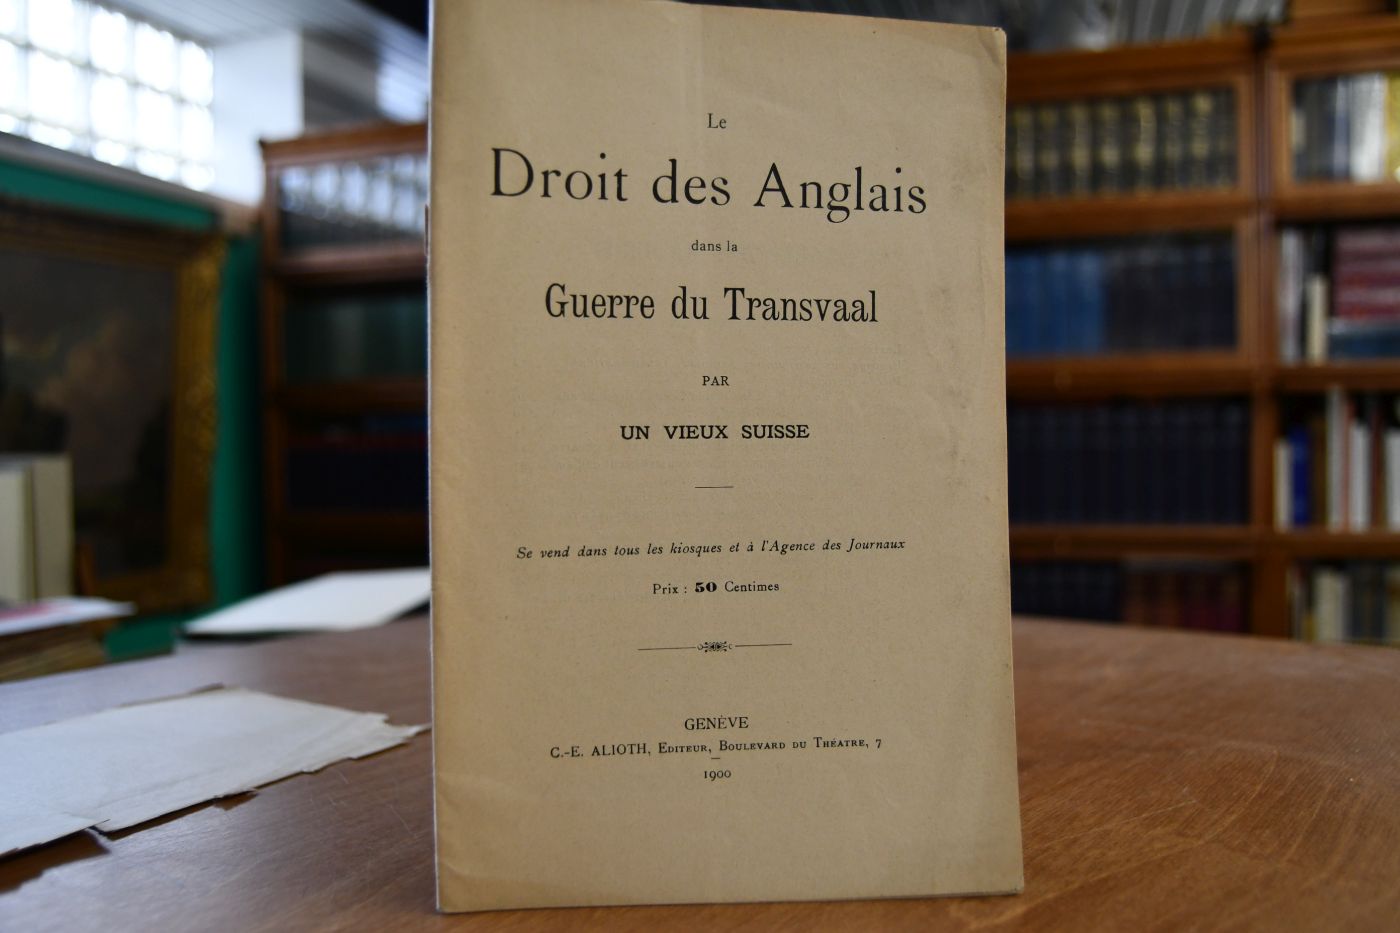 Le
Droit des Anglais
dans la
Guerre du Transvaal
PAR
UN VIEUX SUISSE
Se vend dans tous les kiosques et à l'Agence des Journaux
Prix : 50 Centimes
GENÈVE
C.-E. ALIOTH, EDITEUR, BOULEVARD DU THÉATRE, 7
1900